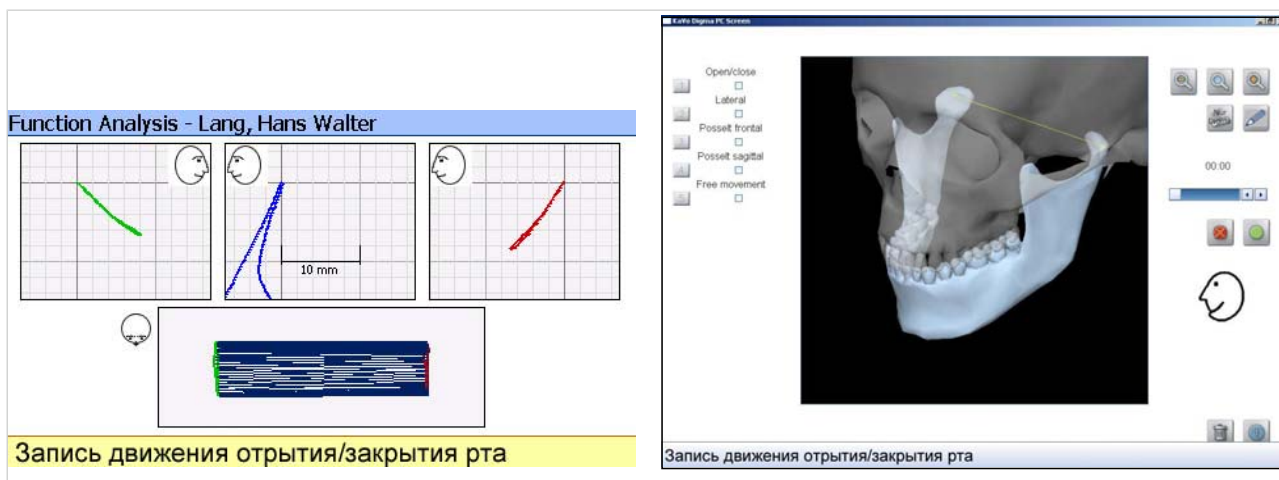 Function Analysis - Lang, Hans Walter
10 mm
Запись движения отрытия/закрытия рта
KaVo Digma PC Screen
Open/close
Lateral
Posselt frontal
Posselt sagittal
Free movement
00:00
Запись движения отрытия/закрытия рта